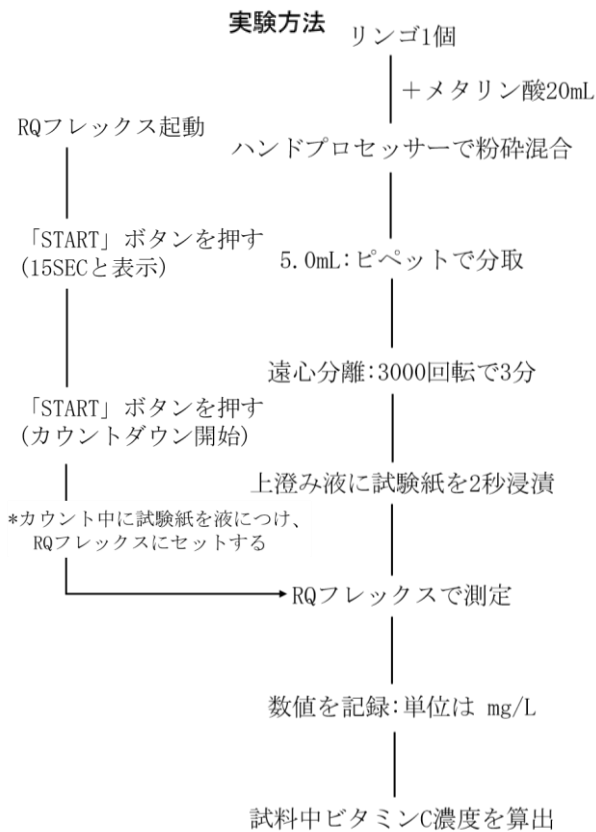 実験方法
リンゴ1個
＋メタリン酸20mL
ハンドプロセッサーで粉砕混合
5.0mL:ピペットで分取
遠心分離:3000回転で3分
上澄み液に試験紙を2秒浸漬
RQフレックス起動
「START」ボタンを押す
(15SECと表示)
「START」ボタンを押す
(カウントダウン開始)
*カウント中に試験紙を液につけ、
RQフレックスにセットする
RQフレックスで測定
数値を記録:単位は mg/L
試料中ビタミンC濃度を算出